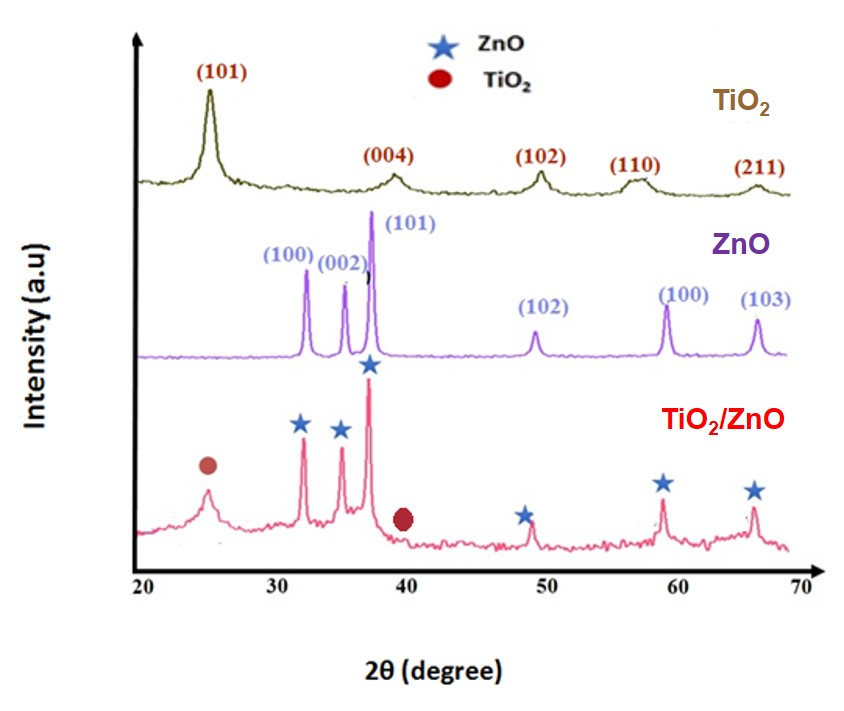 ZnO
TiO₂
(101)
TiO₂
(004)
(102)
(110)
(211)
ZnO
(100)
(002)
(101)
(102)
(100)
(103)
TiO₂/ZnO
Intensity (a.u)
20 30 40 50 60 70
2θ (degree)